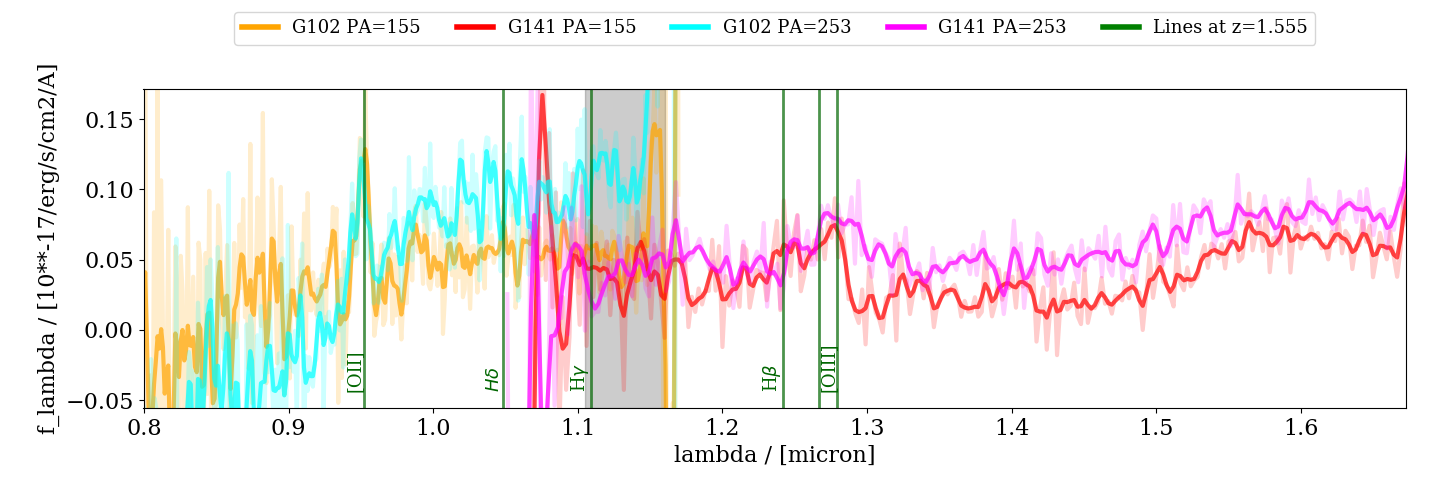 G102 PA=155 G141 PA=155 G102 PA=253 G141 PA=253 Lines at z=1.555
f_lambda / [10**-17/erg/s/cm2/A]
0.15
0.10
0.05
0.00
−0.05
[OII] Hδ Hγ Hβ [OIII]
0.8 0.9 1.0 1.1 1.2 1.3 1.4 1.5 1.6
lambda / [micron]